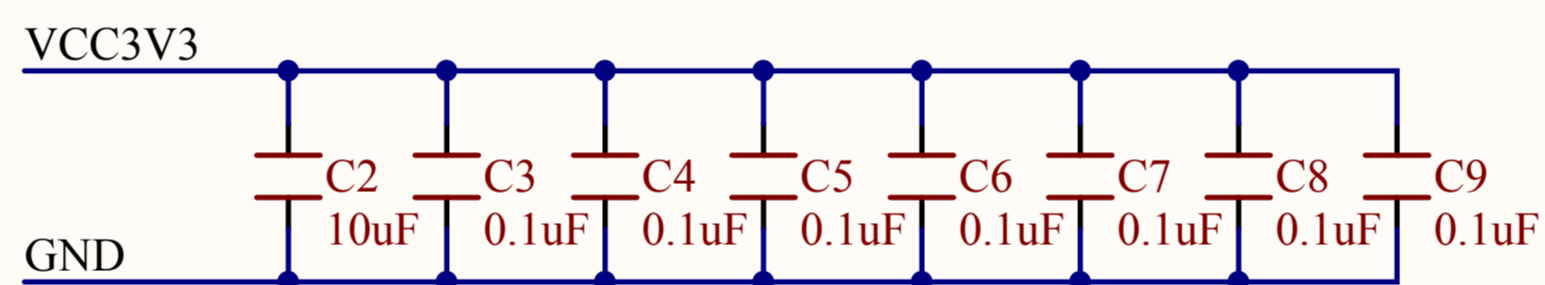 VCC3V3
C2 C3 C4 C5 C6 C7 C8 C9
10uF 0.1uF 0.1uF 0.1uF 0.1uF 0.1uF 0.1uF 0.1uF
GND